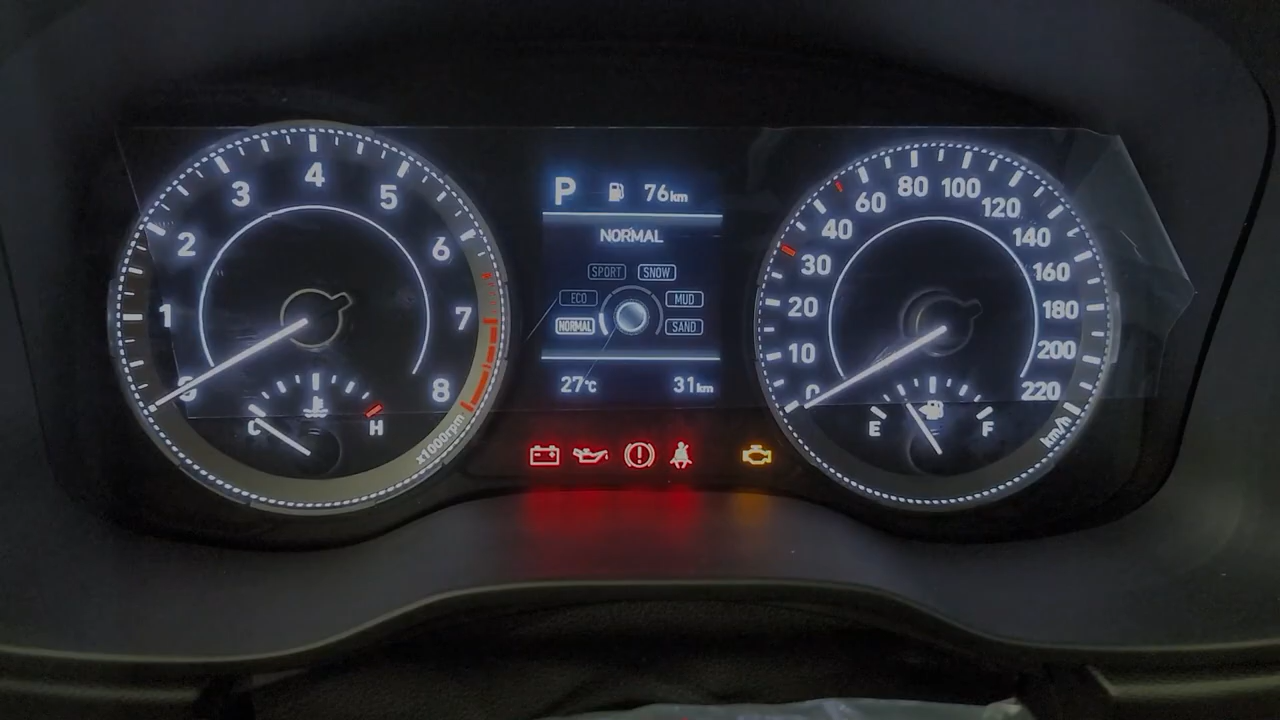 1
2
3
4
5
6
7
8
x1000rpm
C
H
P
76km
NORMAL
SPORT
SNOW
ECO
MUD
NORMAL
SAND
27°C
31km
0
10
20
30
40
60
80
100
120
140
160
180
200
220
km/h
E
F